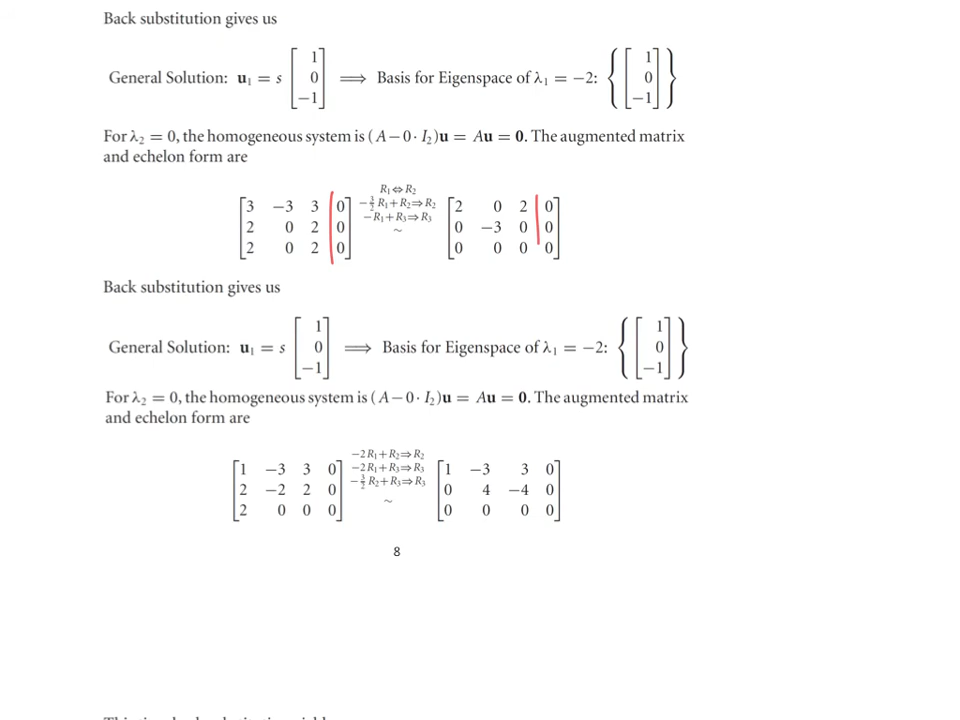 Back substitution gives us
General Solution: u₁ = s [1 0 −1] ⟹ Basis for Eigenspace of λ₁ = −2: { [1 0 −1] }
For λ₂ = 0, the homogeneous system is (A − 0 · I₂)u = Au = 0. The augmented matrix
and echelon form are
R₁ ⇔ R₂
−3/2 R₁ + R₂ ⇒ R₂
−R₁ + R₃ ⇒ R₃
∼
[3 −3 3 0] [2 0 2 0]
[2 0 2 0] [0 −3 0 0]
[2 0 2 0] [0 0 0 0]
Back substitution gives us
General Solution: u₁ = s [1 0 −1] ⟹ Basis for Eigenspace of λ₁ = −2: { [1 0 −1] }
For λ₂ = 0, the homogeneous system is (A − 0 · I₂)u = Au = 0. The augmented matrix
and echelon form are
−2R₁ + R₂ ⇒ R₂
−2R₁ + R₃ ⇒ R₃
−3/2 R₂ + R₃ ⇒ R₃
∼
[1 −3 3 0] [1 −3 3 0]
[2 −2 2 0] [0 4 −4 0]
[2 0 0 0] [0 0 0 0]
8